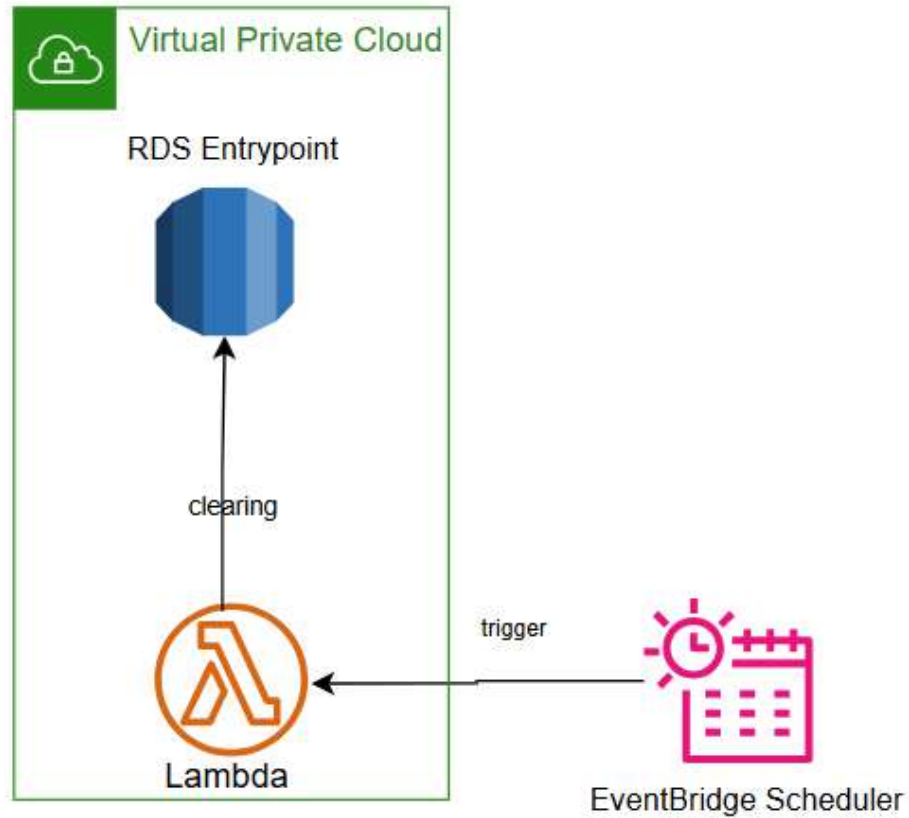 Virtual Private Cloud
RDS Entrypoint
clearing
trigger
Lambda
EventBridge Scheduler